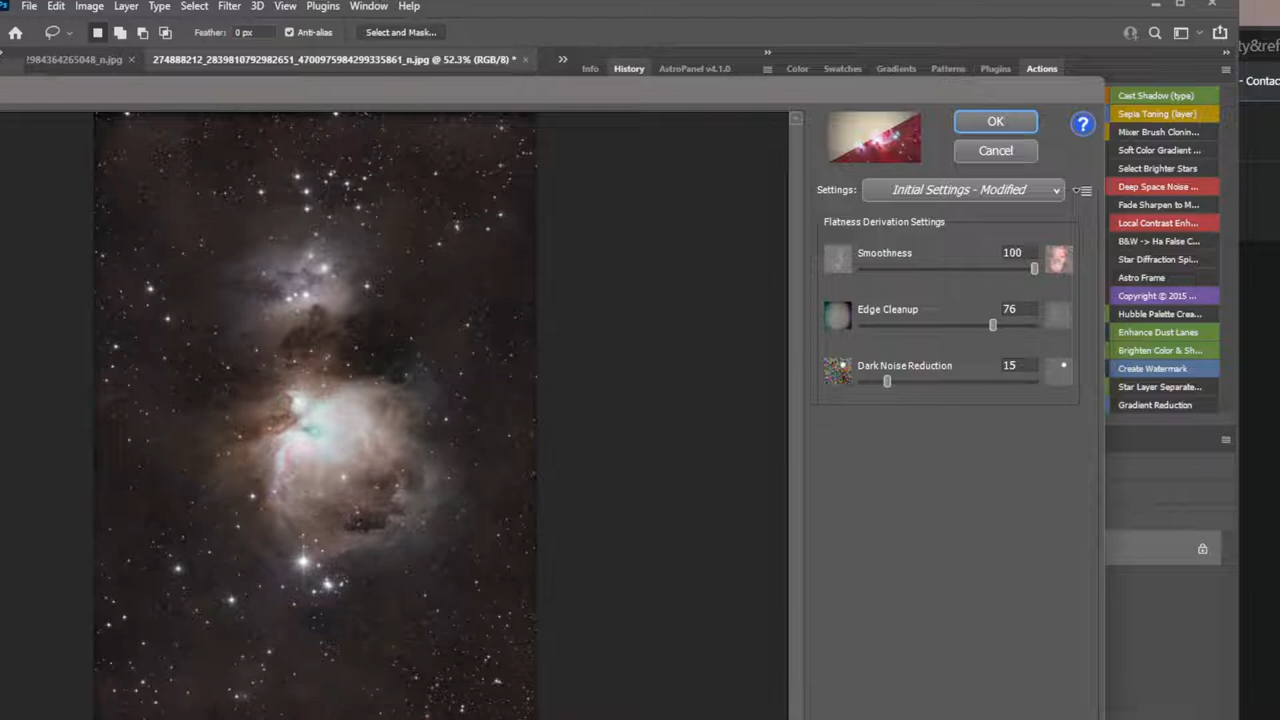 Ps File Edit Image Layer Type Select Filter 3D View Plugins Window Help
Feather: 0 px Anti-alias Select and Mask...
!984364265048_n.jpg × 274888212_2839810792982651_4700975984299335861_n.jpg @ 52.3% (RGB/8) * ×
Info History AstroPanel v4.1.0 Color Swatches Gradients Patterns Plugins Actions
- Contac
OK
Cancel
?
Settings: Initial Settings - Modified
Flatness Derivation Settings
Smoothness 100
Edge Cleanup 76
Dark Noise Reduction 15
Cast Shadow (type)
Sepia Toning (layer)
Mixer Brush Clonin...
Soft Color Gradient ...
Select Brighter Stars
Deep Space Noise ...
Fade Sharpen to M...
Local Contrast Enh...
B&W -> Ha False C...
Star Diffraction Spi...
Astro Frame
Copyright © 2015 ...
Hubble Palette Crea...
Enhance Dust Lanes
Brighten Color & Sh...
Create Watermark
Star Layer Separate...
Gradient Reduction